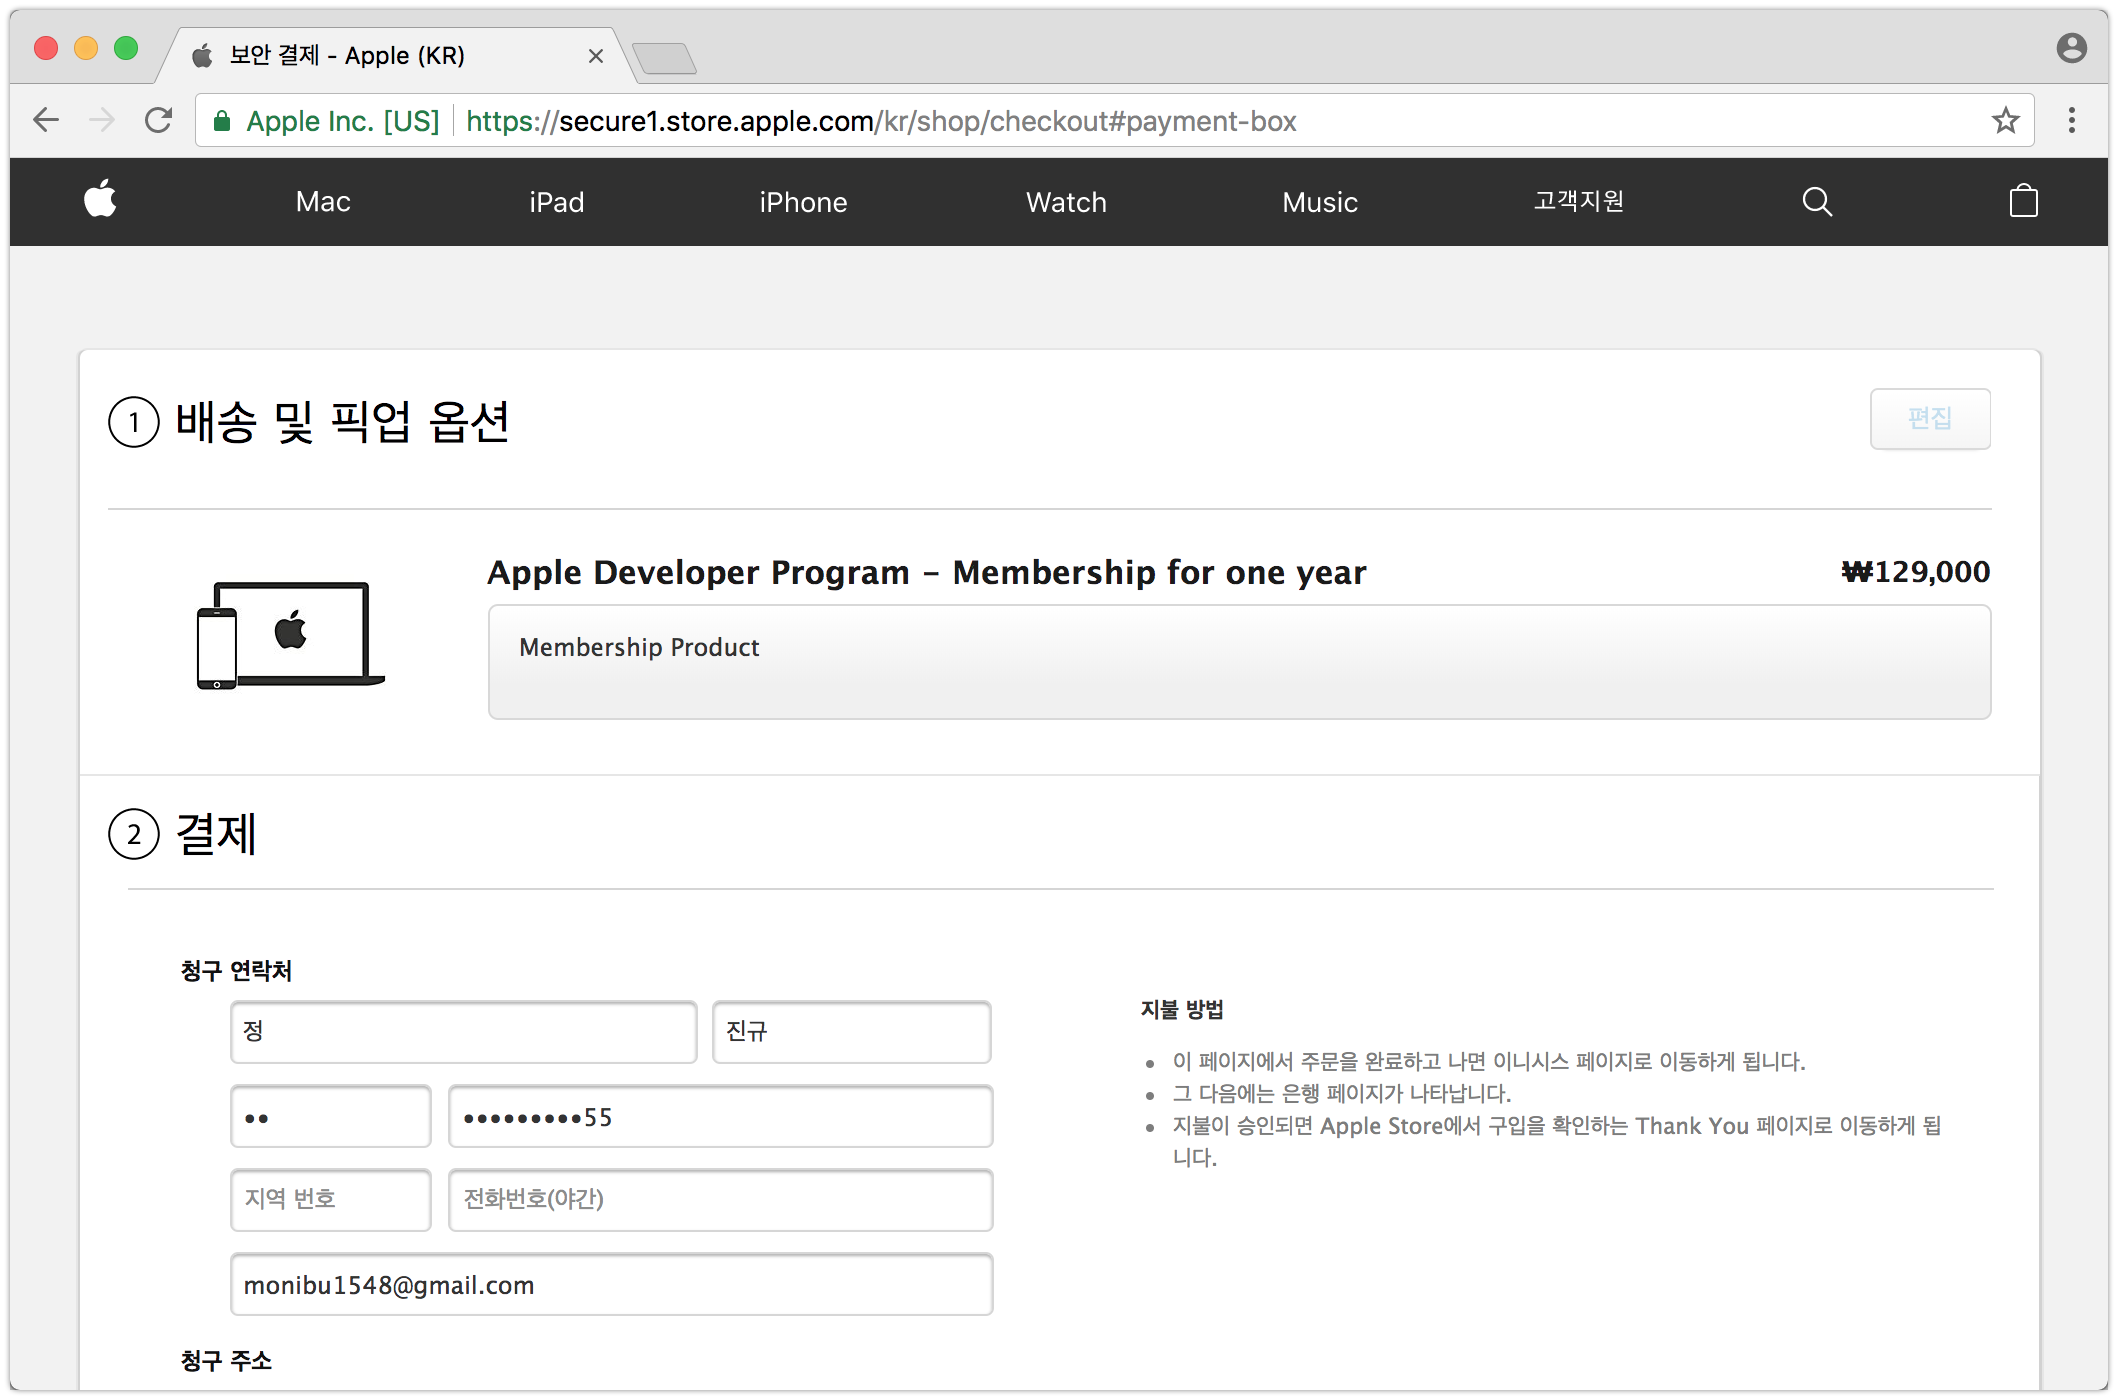 보안 결제 - Apple (KR)
Apple Inc. [US] https://secure1.store.apple.com/kr/shop/checkout#payment-box
Mac iPad iPhone Watch Music 고객지원
1 배송 및 픽업 옵션 편집
Apple Developer Program – Membership for one year ₩129,000
Membership Product
2 결제
청구 연락처
정 진규
지불 방법
• 이 페이지에서 주문을 완료하고 나면 이니시스 페이지로 이동하게 됩니다.
• 그 다음에는 은행 페이지가 나타납니다.
• 지불이 승인되면 Apple Store에서 구입을 확인하는 Thank You 페이지로 이동하게 됩
니다.
•• •••••••••55
지역 번호 전화번호(야간)
monibu1548@gmail.com
청구 주소